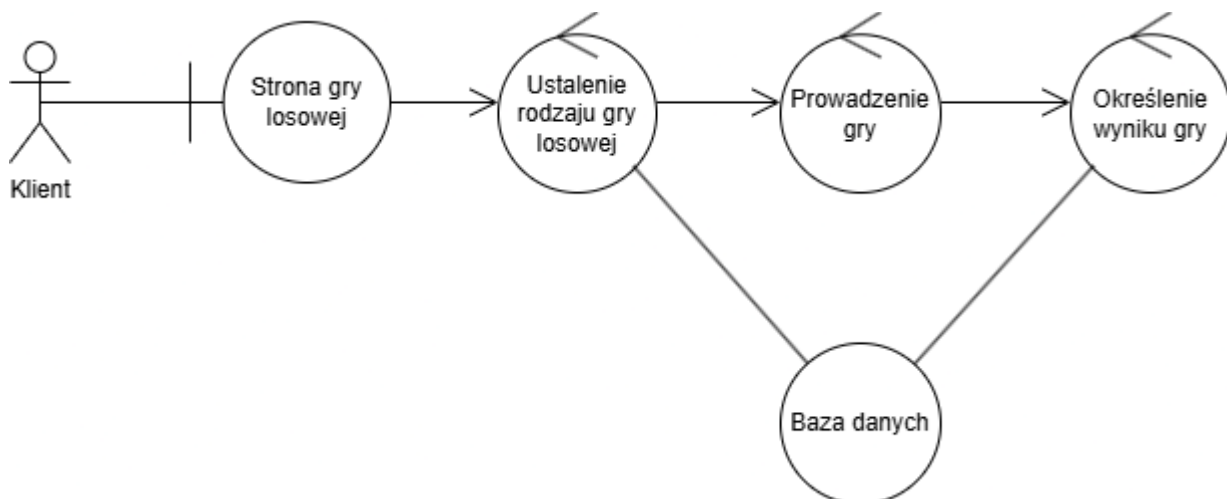 Klient
Strona gry
losowej
Ustalenie
rodzaju gry
losowej
Prowadzenie
gry
Określenie
wyniku gry
Baza danych